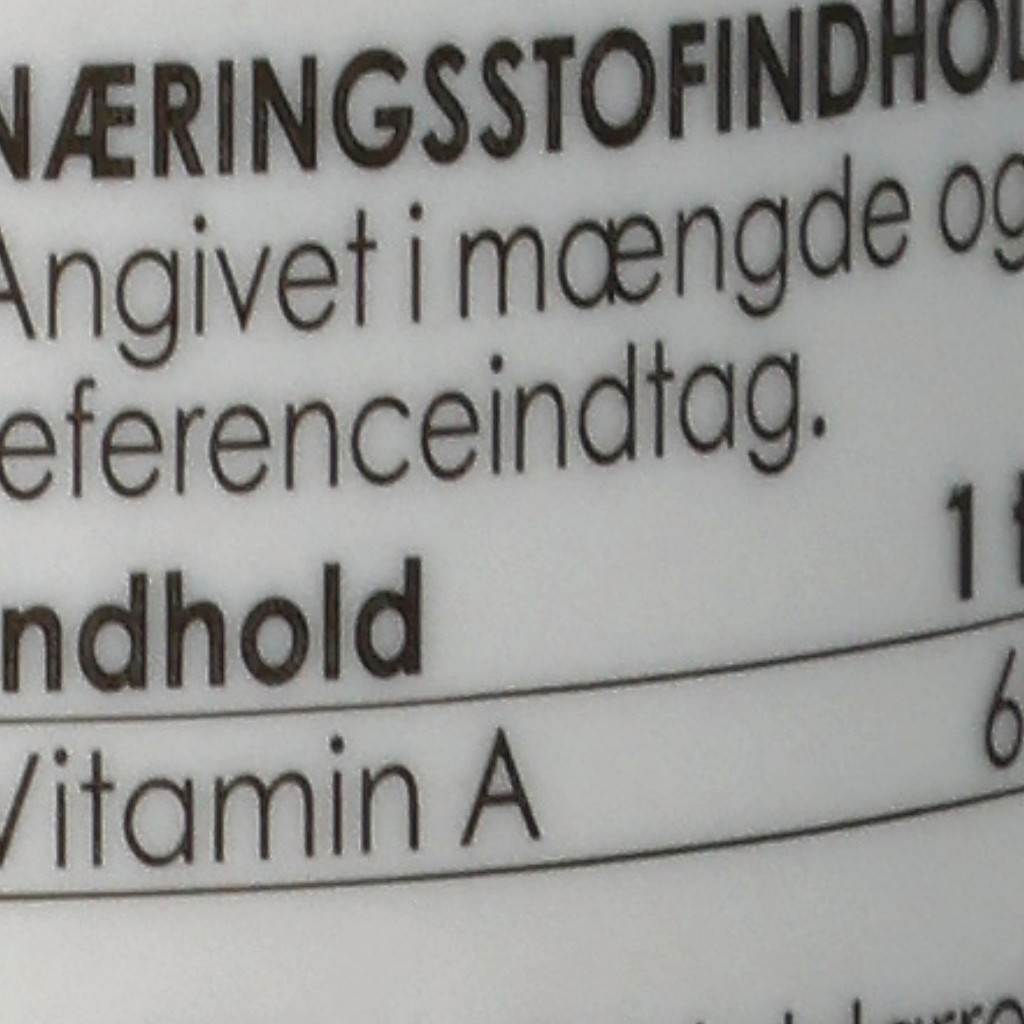 NÆRINGSSTOFINDHOL
Angivet i mængde og
eferenceindtag.
ndhold 1 t
Vitamin A 6